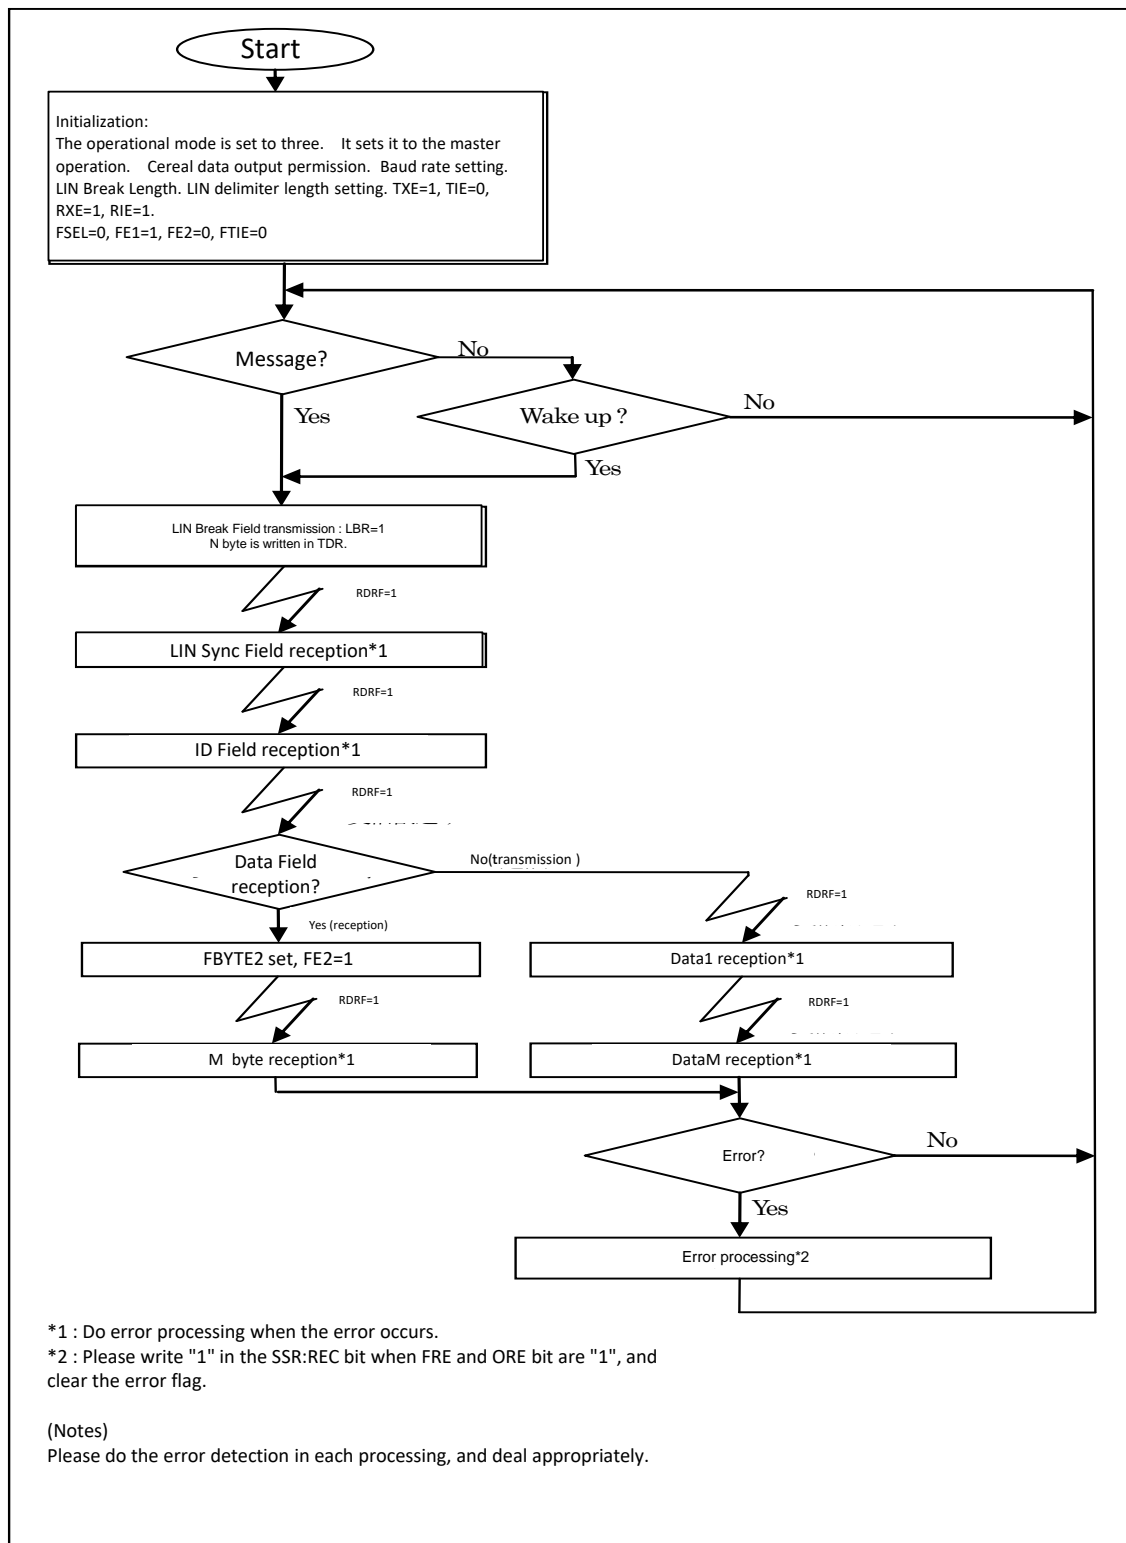 Start
Initialization:
The operational mode is set to three. It sets it to the master
operation. Cereal data output permission. Baud rate setting.
LIN Break Length. LIN delimiter length setting. TXE=1, TIE=0,
RXE=1, RIE=1.
FSEL=0, FE1=1, FE2=0, FTIE=0
Message?
No
Yes
Wake up ?
No
Yes
LIN Break Field transmission : LBR=1
N byte is written in TDR.
RDRF=1
LIN Sync Field reception*1
RDRF=1
ID Field reception*1
RDRF=1
Data Field
reception?
No(transmission )
RDRF=1
Yes (reception)
FBYTE2 set, FE2=1
Data1 reception*1
RDRF=1
RDRF=1
M byte reception*1
DataM reception*1
Error?
No
Yes
Error processing*2
*1 : Do error processing when the error occurs.
*2 : Please write "1" in the SSR:REC bit when FRE and ORE bit are "1", and
clear the error flag.
(Notes)
Please do the error detection in each processing, and deal appropriately.